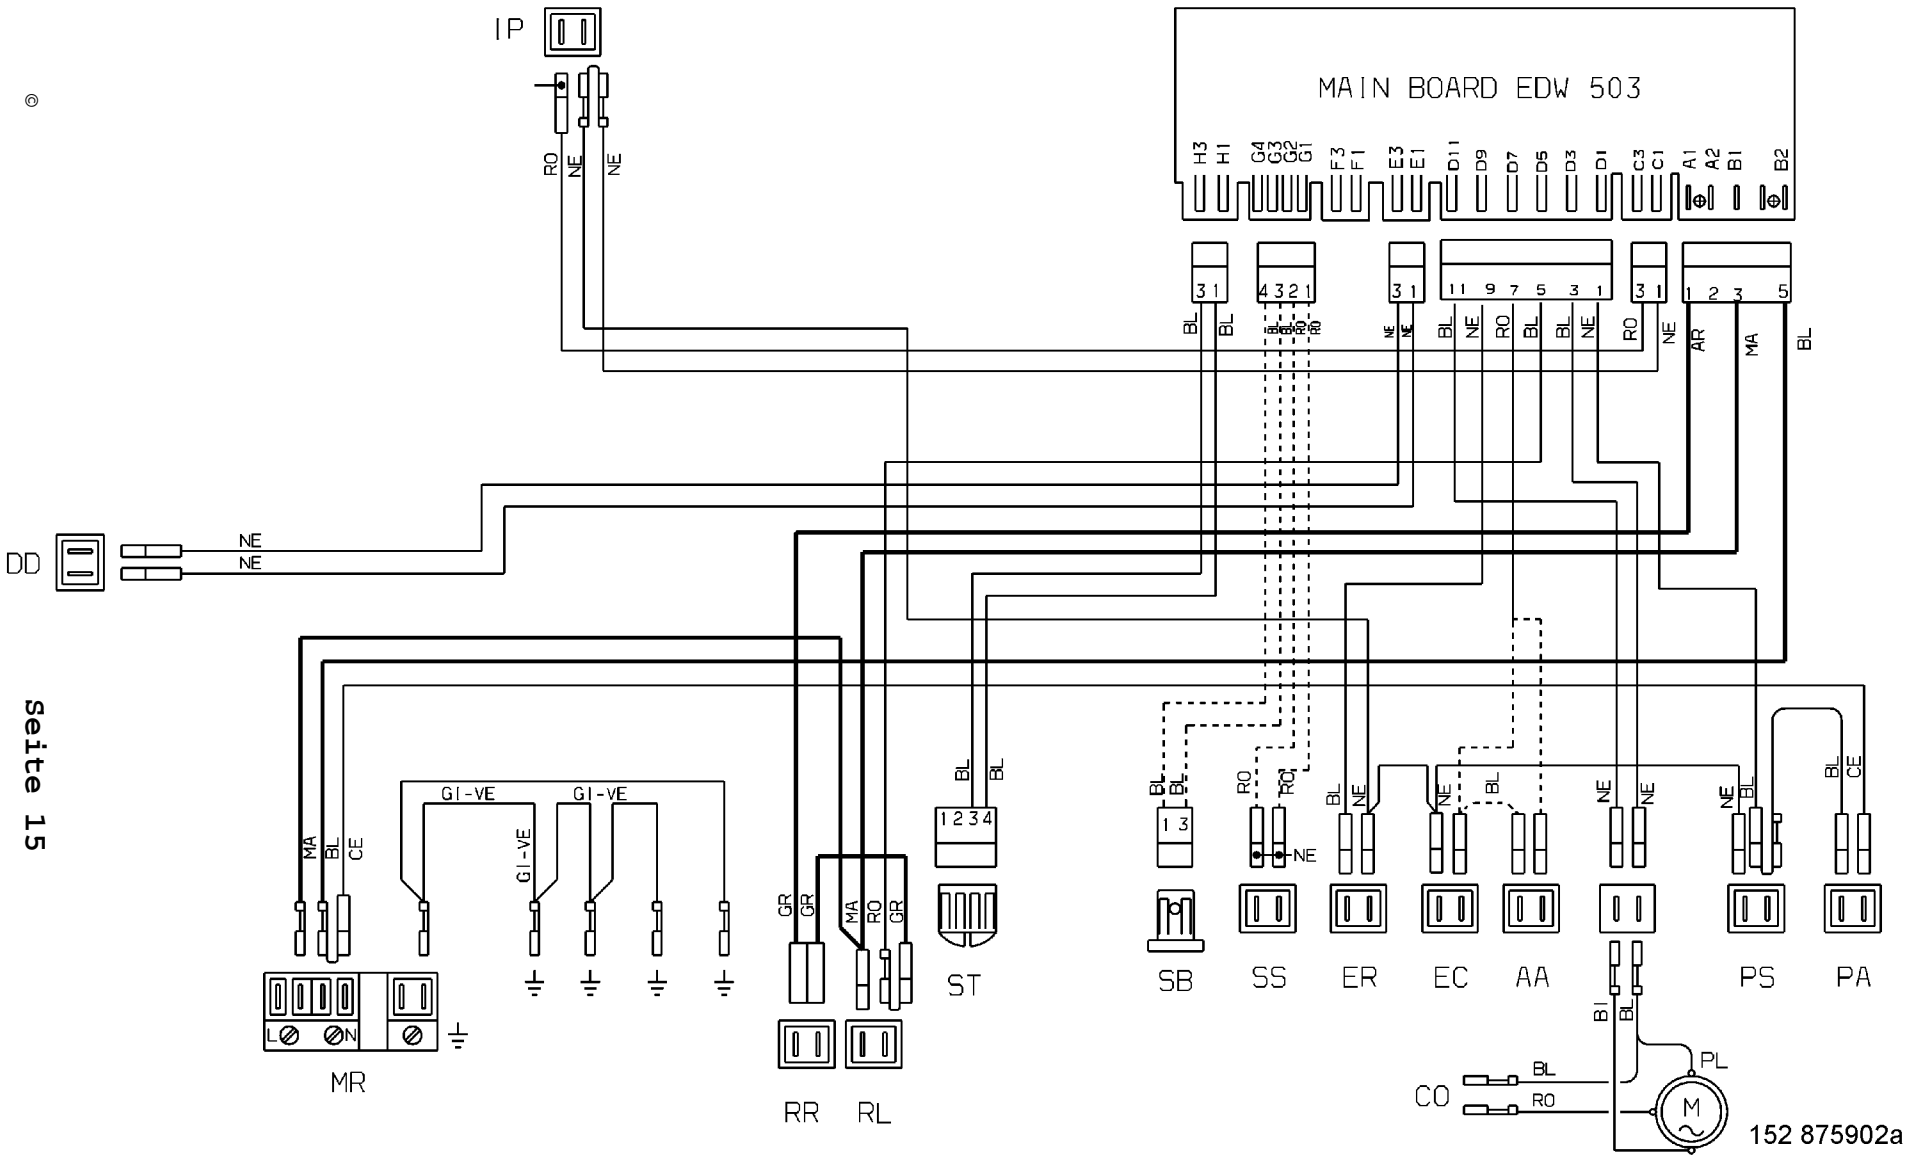 IP
©
MAIN BOARD EDW 503
H3 H1 G4 G3 G2 G1 F3 F1 E3 E1 D11 D9 D7 D5 D3 D1 C3 C1 A1 A2 B1 B2
RO NE NE
3 1 4 3 2 1 3 1 11 9 7 5 3 1 3 1 1 2 3 5
BL BL BL BL RO RO NE NE BL NE RO BL BL NE RO NE AR MA BL
DD
NE
NE
Seite 15
GI-VE GI-VE
BL BL BL BL RO RO BL NE NE BL NE NE NE BL BL CE
MA BL CE GI-VE
1 2 3 4
1 3
NE
GR GR MA RO GR
ST SB SS ER EC AA PS PA
L N
BI BL
MR
RR RL
CO
BL
RO
PL
M
152 875902a